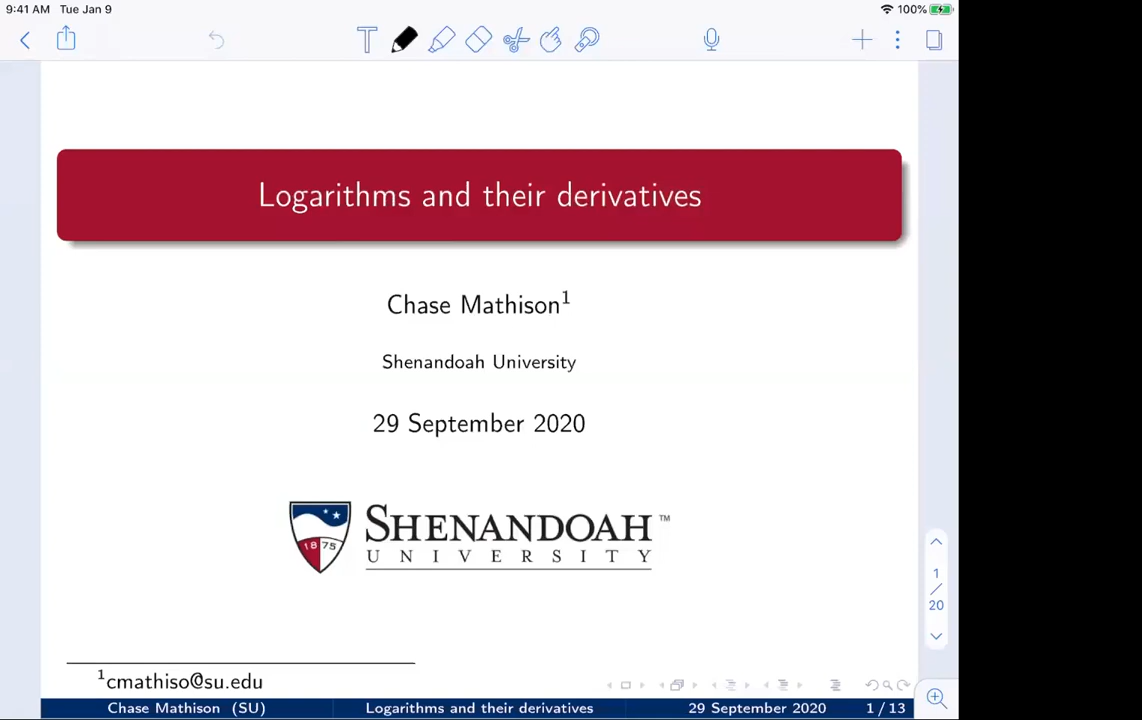 9:41 AM Tue Jan 9 100%
T
Logarithms and their derivatives
Chase Mathison¹
Shenandoah University
29 September 2020
1875
SHENANDOAH™
UNIVERSITY
1
/
20
¹cmathiso@su.edu
Chase Mathison (SU) Logarithms and their derivatives 29 September 2020 1 / 13